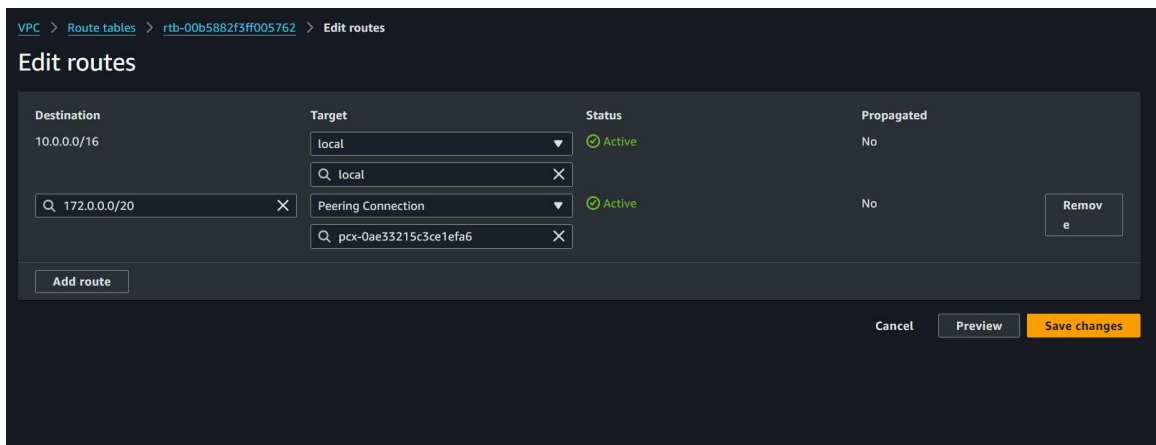 VPC > Route tables > rtb-00b5882f3ff005762 > Edit routes
Edit routes
Destination Target Status Propagated
10.0.0.0/16 local Active No
local
172.0.0.0/20 Peering Connection Active No Remov
e
pcx-0ae33215c3ce1efa6
Add route
Cancel Preview Save changes